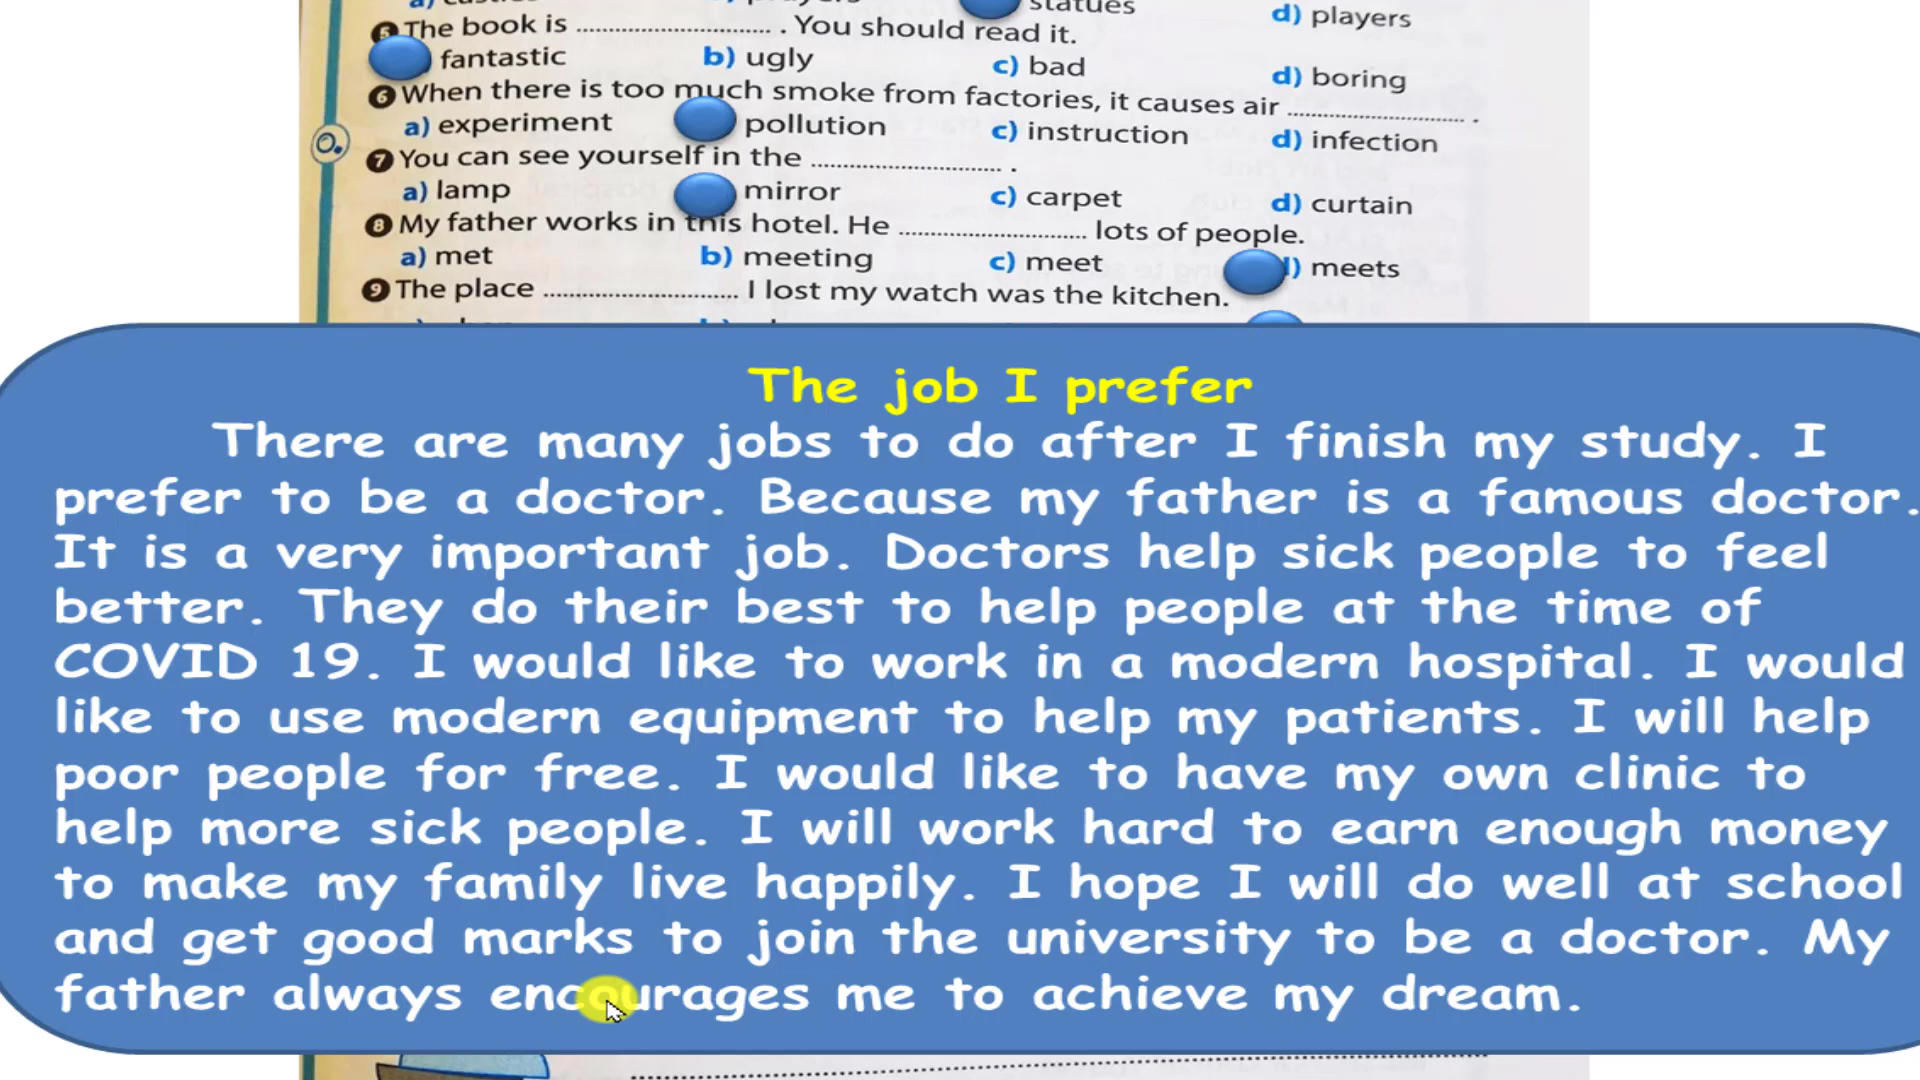 statues
d) players
5 The book is ................................ . You should read it.
fantastic b) ugly c) bad d) boring
6 When there is too much smoke from factories, it causes air ................................ .
a) experiment pollution c) instruction d) infection
7 You can see yourself in the ................................ .
a) lamp mirror c) carpet d) curtain
8 My father works in this hotel. He ................................ lots of people.
a) met b) meeting c) meet d) meets
9 The place ................................ I lost my watch was the kitchen.
The job I prefer
There are many jobs to do after I finish my study. I
prefer to be a doctor. Because my father is a famous doctor.
It is a very important job. Doctors help sick people to feel
better. They do their best to help people at the time of
COVID 19. I would like to work in a modern hospital. I would
like to use modern equipment to help my patients. I will help
poor people for free. I would like to have my own clinic to
help more sick people. I will work hard to earn enough money
to make my family live happily. I hope I will do well at school
and get good marks to join the university to be a doctor. My
father always encourages me to achieve my dream.